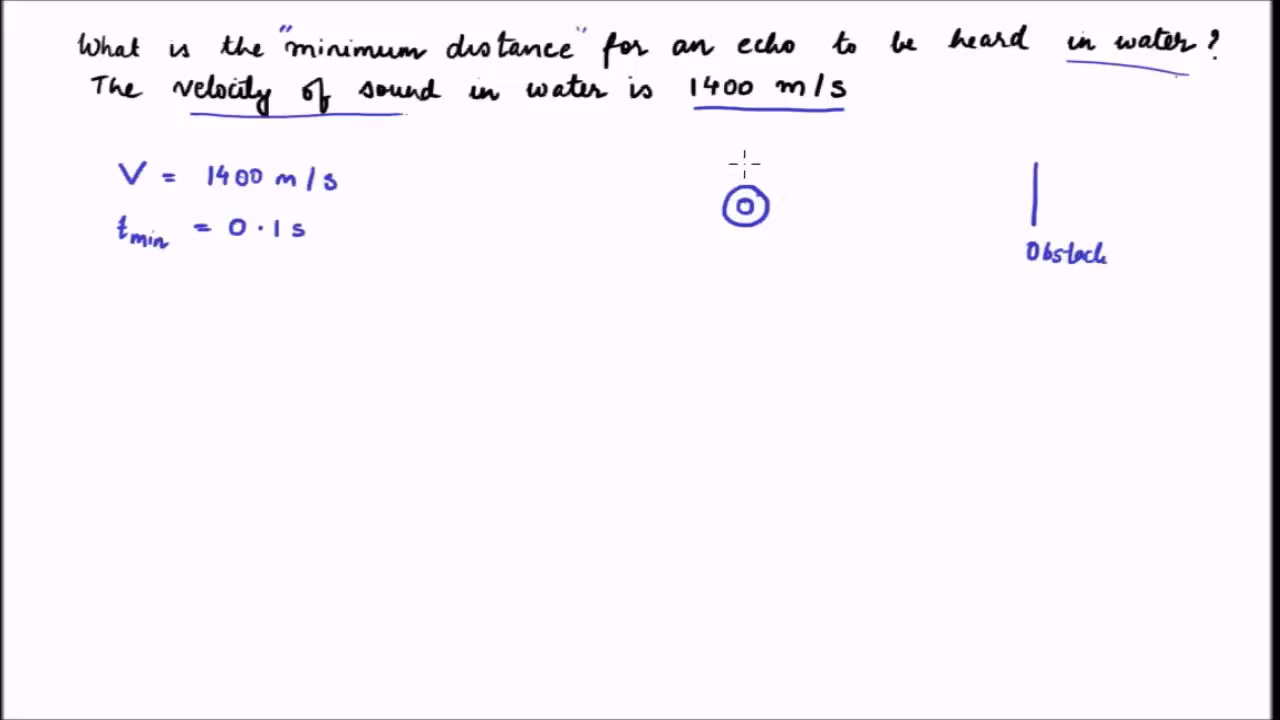 What is the "minimum distance" for an echo to be heard in water?
The velocity of sound in water is 1400 m/s
V = 1400 m/s
tmin = 0.1s
Obstacle